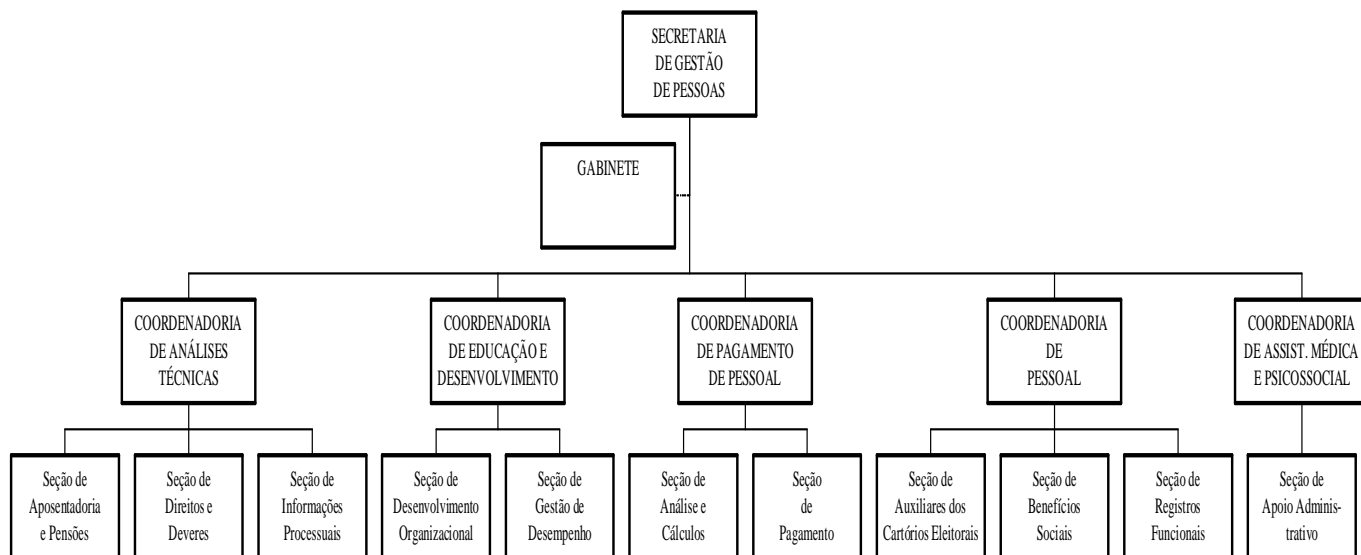 SECRETARIA
DE GESTÃO
DE PESSOAS
GABINETE
COORDENADORIA
DE ANÁLISES
TÉCNICAS
COORDENADORIA
DE EDUCAÇÃO E
DESENVOLVIMENTO
COORDENADORIA
DE PAGAMENTO
DE PESSOAL
COORDENADORIA
DE
PESSOAL
COORDENADORIA
DE ASSIST. MÉDICA
E PSICOSSOCIAL
Seção de
Aposentadoria
e Pensões
Seção de
Direitos e
Deveres
Seção de
Informações
Processuais
Seção de
Desenvolvimento
Organizacional
Seção de
Gestão de
Desempenho
Seção de
Análise e
Cálculos
Seção
de
Pagamento
Seção de
Auxiliares dos
Cartórios Eleitorais
Seção de
Benefícios
Sociais
Seção de
Registros
Funcionais
Seção de
Apoio Adminis-
trativo